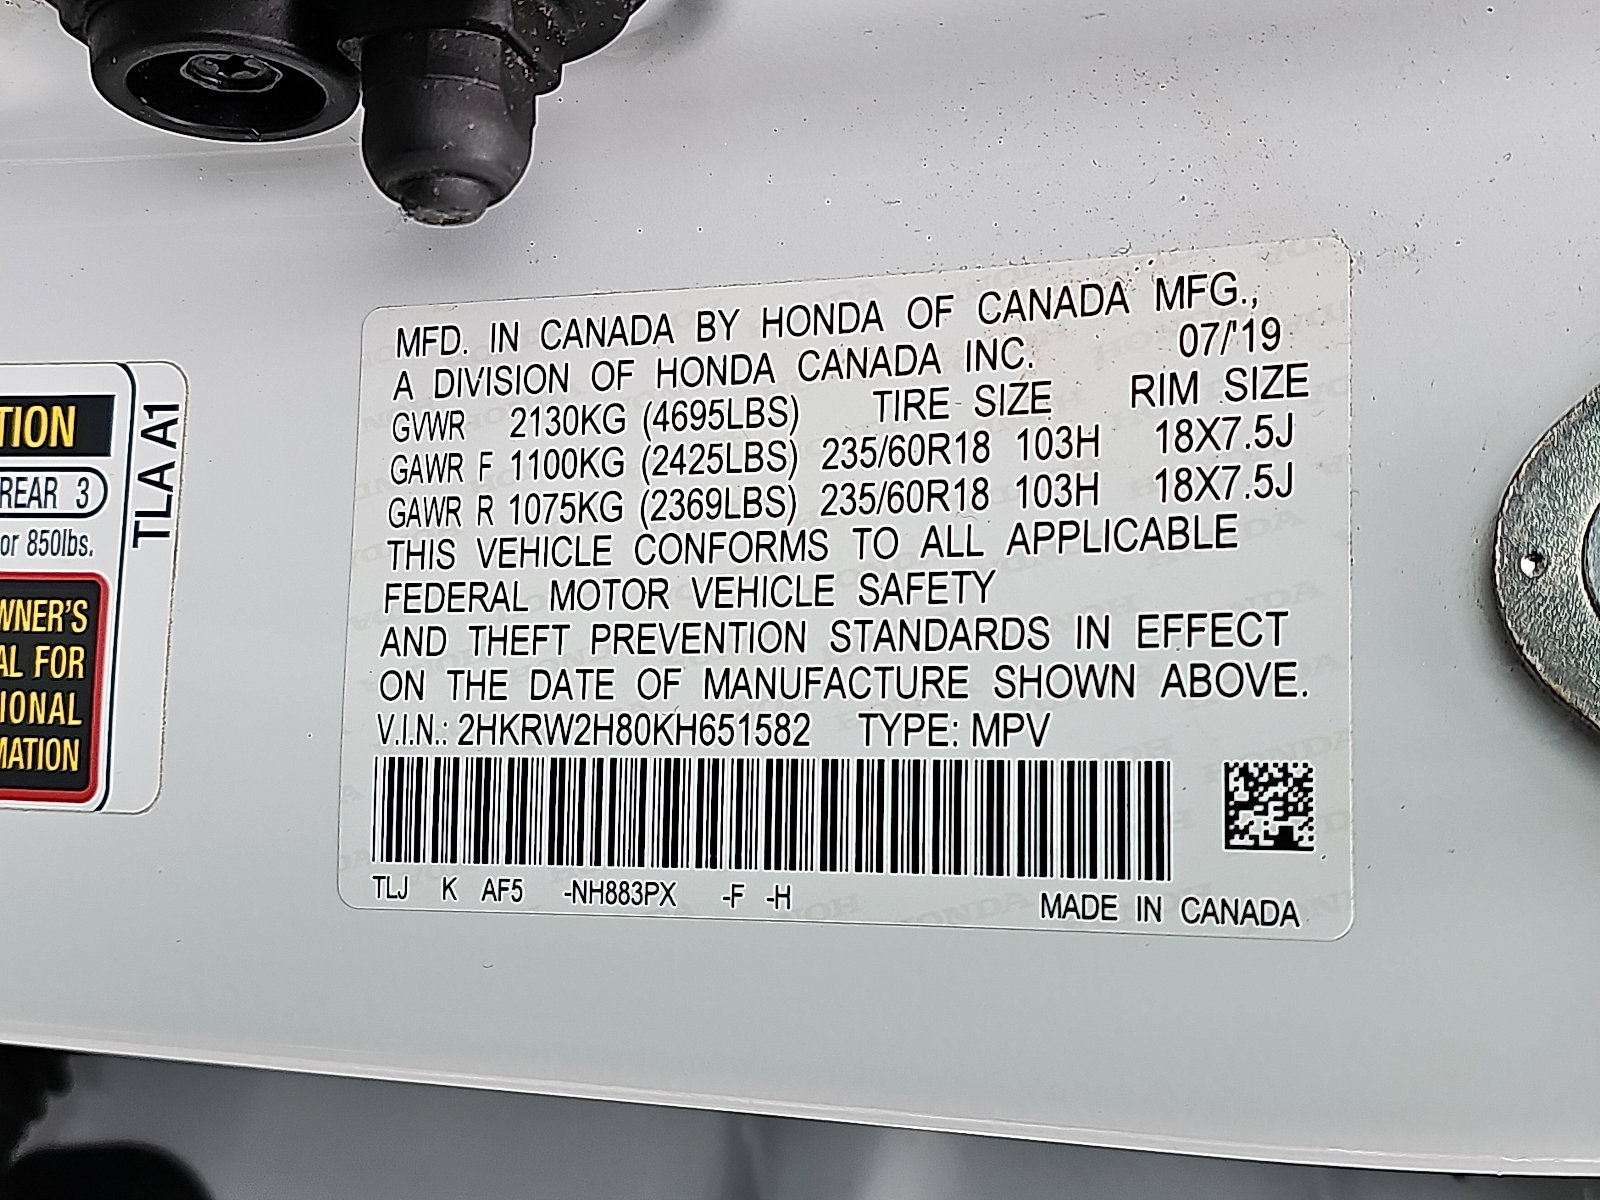 TION
REAR 3
or 850lbs.
WNER'S
AL FOR
IONAL
MATION
TLA A1
MFD. IN CANADA BY HONDA OF CANADA MFG.,
A DIVISION OF HONDA CANADA INC. 07/'19
GVWR 2130KG (4695LBS) TIRE SIZE RIM SIZE
GAWR F 1100KG (2425LBS) 235/60R18 103H 18X7.5J
GAWR R 1075KG (2369LBS) 235/60R18 103H 18X7.5J
THIS VEHICLE CONFORMS TO ALL APPLICABLE
FEDERAL MOTOR VEHICLE SAFETY
AND THEFT PREVENTION STANDARDS IN EFFECT
ON THE DATE OF MANUFACTURE SHOWN ABOVE.
V.I.N.: 2HKRW2H80KH651582 TYPE: MPV
TLJ K AF5 -NH883PX -F -H MADE IN CANADA